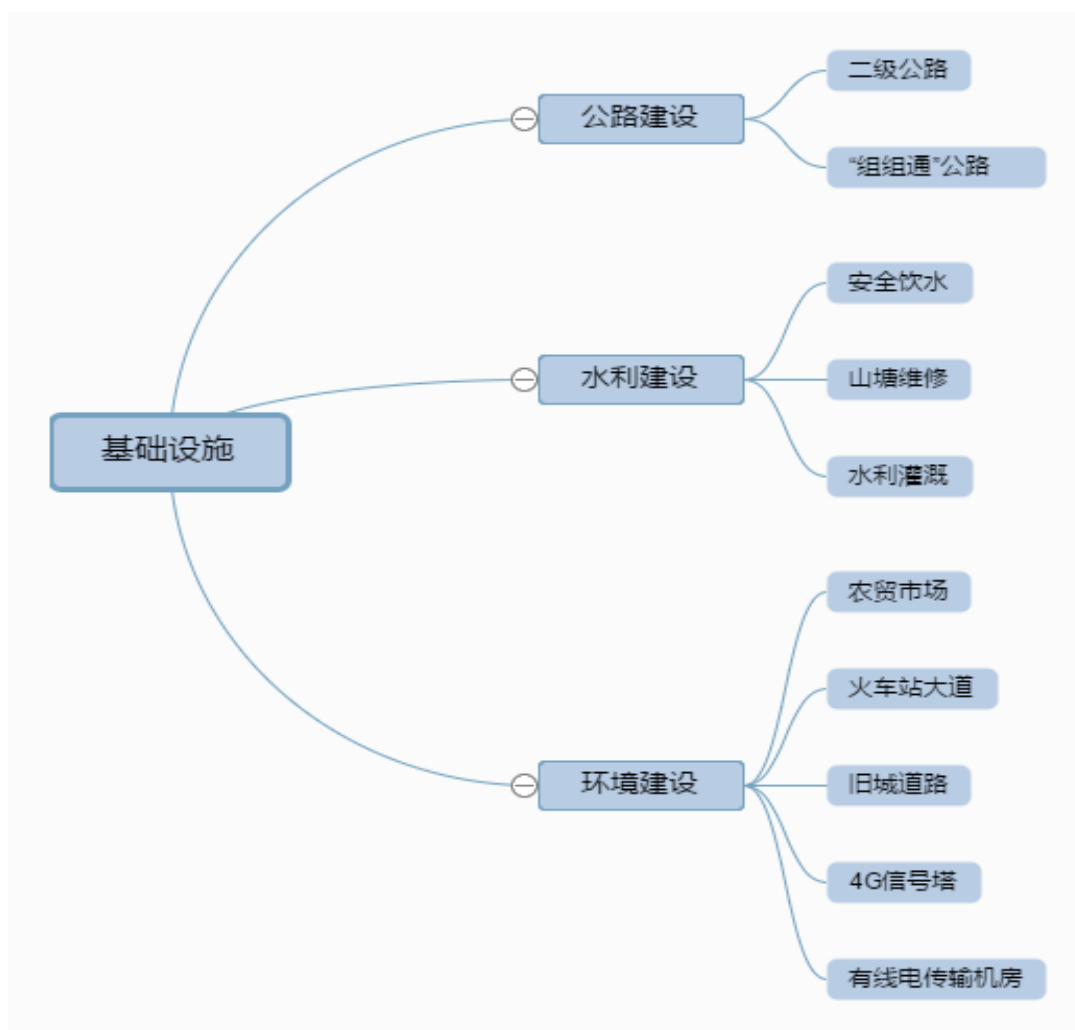 基础设施
公路建设
二级公路
“组组通”公路
水利建设
安全饮水
山塘维修
水利灌溉
环境建设
农贸市场
火车站大道
旧城道路
4G信号塔
有线电传输机房